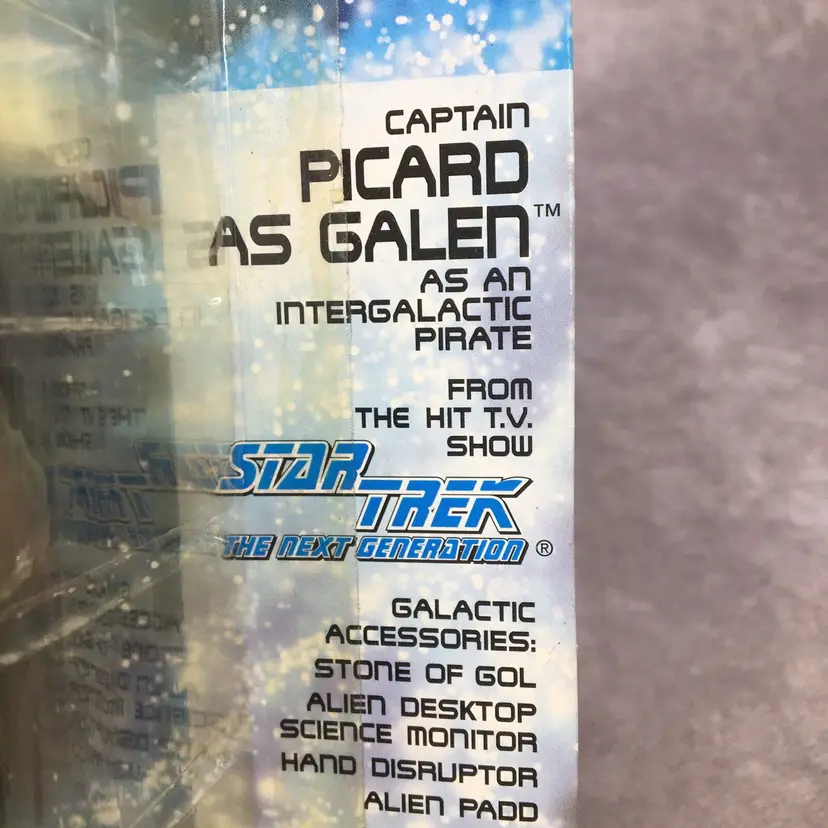 CAPTAIN
PICARD
AS GALEN™
AS AN
INTERGALACTIC
PIRATE
FROM
THE HIT T.V.
SHOW
STAR
TREK
THE NEXT GENERATION®
GALACTIC
ACCESSORIES:
STONE OF GOL
ALIEN DESKTOP
SCIENCE MONITOR
HAND DISRUPTOR
ALIEN PADD